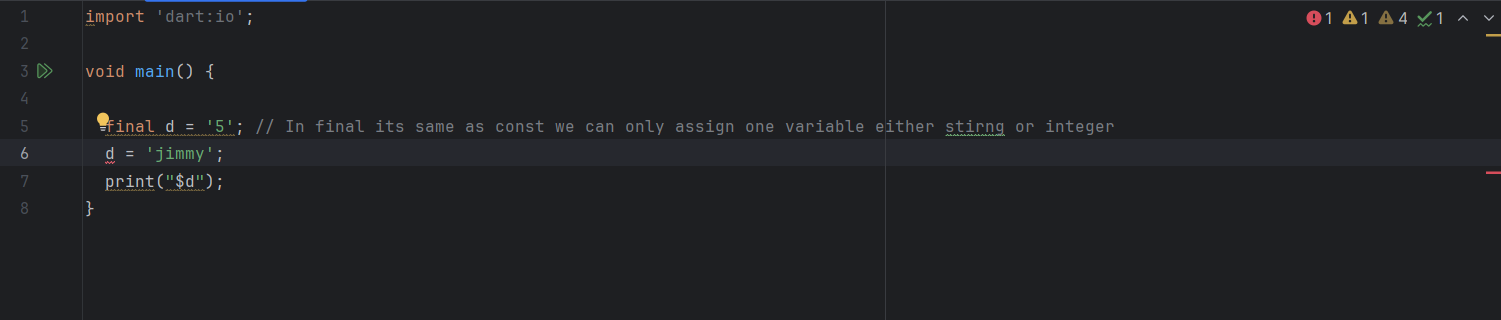 1 import 'dart:io';
2
3 void main() {
4
5 final d = '5'; // In final its same as const we can only assign one variable either stirng or integer
6 d = 'jimmy';
7 print("$d");
8 }
1 1 4 1